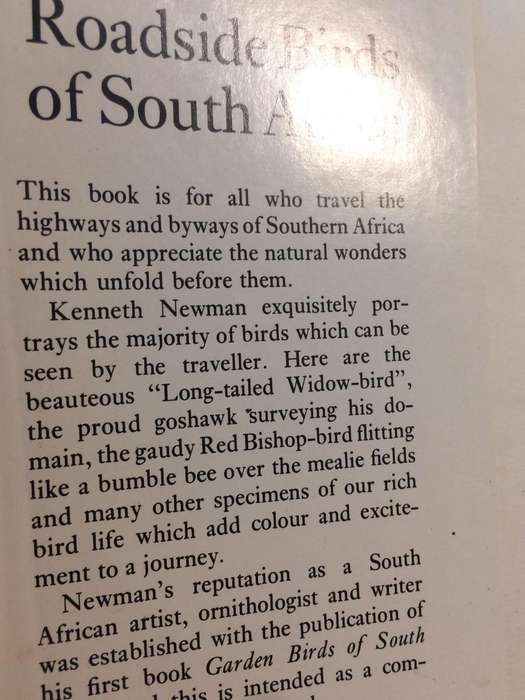 Roadside Birds
of South A
This book is for all who travel the
highways and byways of Southern Africa
and who appreciate the natural wonders
which unfold before them.
Kenneth Newman exquisitely por-
trays the majority of birds which can be
seen by the traveller. Here are the
beauteous “Long-tailed Widow-bird”,
the proud goshawk surveying his do-
main, the gaudy Red Bishop-bird flitting
like a bumble bee over the mealie fields
and many other specimens of our rich
bird life which add colour and excite-
ment to a journey.
Newman's reputation as a South
African artist, ornithologist and writer
was established with the publication of
his first book Garden Birds of South
this is intended as a com-